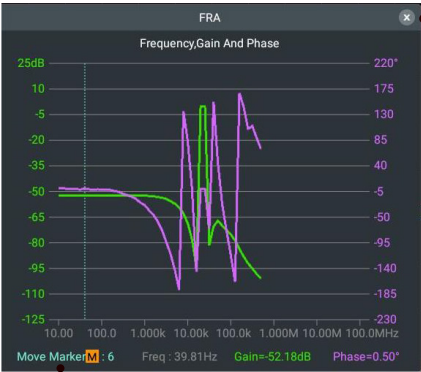 FRA
Frequency,Gain And Phase
25dB 220°
10 175
-5 130
-20 85
-35 40
-50 -5
-65 -50
-80 -95
-95 -140
-110 -185
-125 -230
10.00 100.0 1.000k 10.00k 100.0k 1.000M 10.00M 100.0MHz
Move Marker M : 6 Freq : 39.81Hz Gain=-52.18dB Phase=0.50°